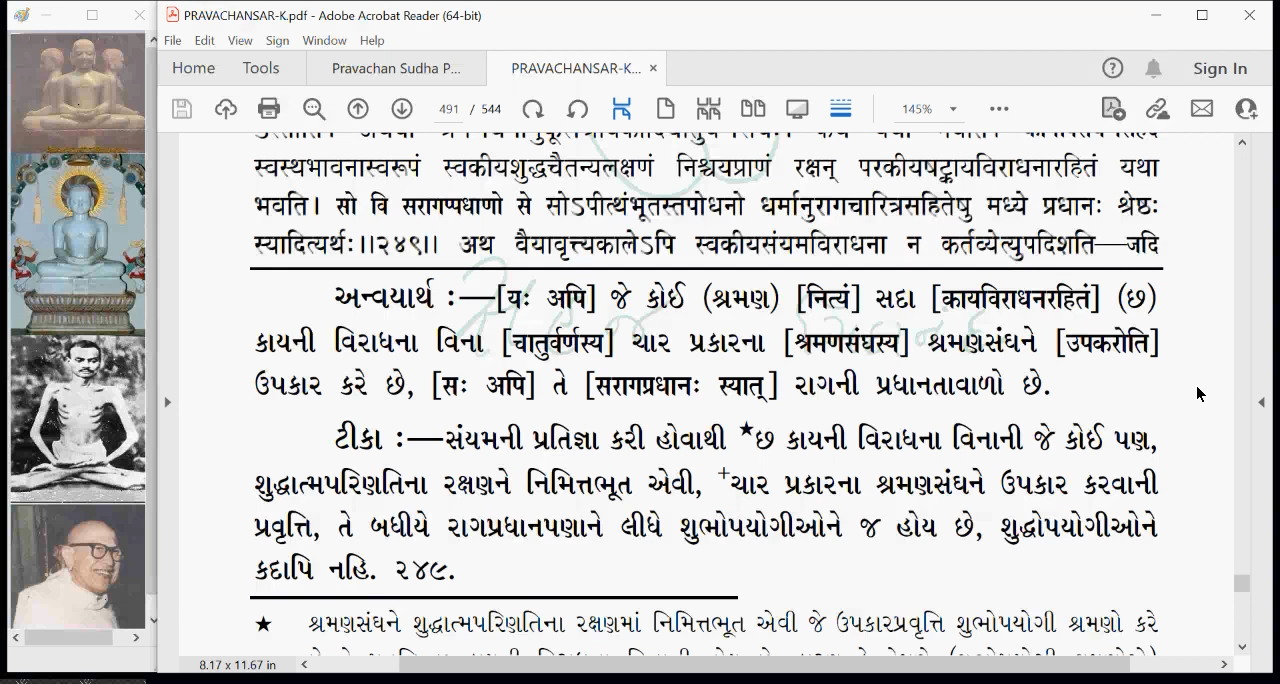 PRAVACHANSAR-K.pdf - Adobe Acrobat Reader (64-bit)
File Edit View Sign Window Help
Home Tools Pravachan Sudha P... PRAVACHANSAR-K... × Sign In
491 / 544 145%
स्वस्थभावनास्वरूपं स्वकीयशुद्धचैतन्यलक्षणं निश्चयप्राणं रक्षन् परकीयषट्कायविराधनारहितं यथा
भवति। सो वि सरागप्पधाणो से सोऽपीत्थंभूतस्तपोधनो धर्मानुरागचारित्रसहितेषु मध्ये प्रधानः श्रेष्ठः
स्यादित्यर्थः।।२४९।। अथ वैयावृत्त्यकालेऽपि स्वकीयसंयमविराधना न कर्तव्येत्युपदिशति—जदि
અન્વયાર્થ :—[यः अपि] જે કોઈ (શ્રમણ) [नित्यं] સદા [कायविराधनरहितं] (છ)
કાયની વિરાધના વિના [चातुर्वर्णस्य] ચાર પ્રકારના [श्रमणसंघस्य] શ્રમણસંઘને [उपकरोति]
ઉપકાર કરે છે, [सः अपि] તે [सरागप्रधानः स्यात्] રાગની પ્રધાનતાવાળો છે.
ટીકા :—સંયમની પ્રતિજ્ઞા કરી હોવાથી ★છ કાયની વિરાધના વિનાની જે કોઈ પણ,
શુદ્ધાત્મપરિણતિના રક્ષણને નિમિત્તભૂત એવી, +ચાર પ્રકારના શ્રમણસંઘને ઉપકાર કરવાની
પ્રવૃત્તિ, તે બધીયે રાગપ્રધાનપણાને લીધે શુભોપયોગીઓને જ હોય છે, શુદ્ધોપયોગીઓને
કદાપિ નહિ. ૨૪૯.
★ શ્રમણસંઘને શુદ્ધાત્મપરિણતિના રક્ષણમાં નિમિત્તભૂત એવી જે ઉપકારપ્રવૃત્તિ શુભોપયોગી શ્રમણો કરે
8.17 x 11.67 in